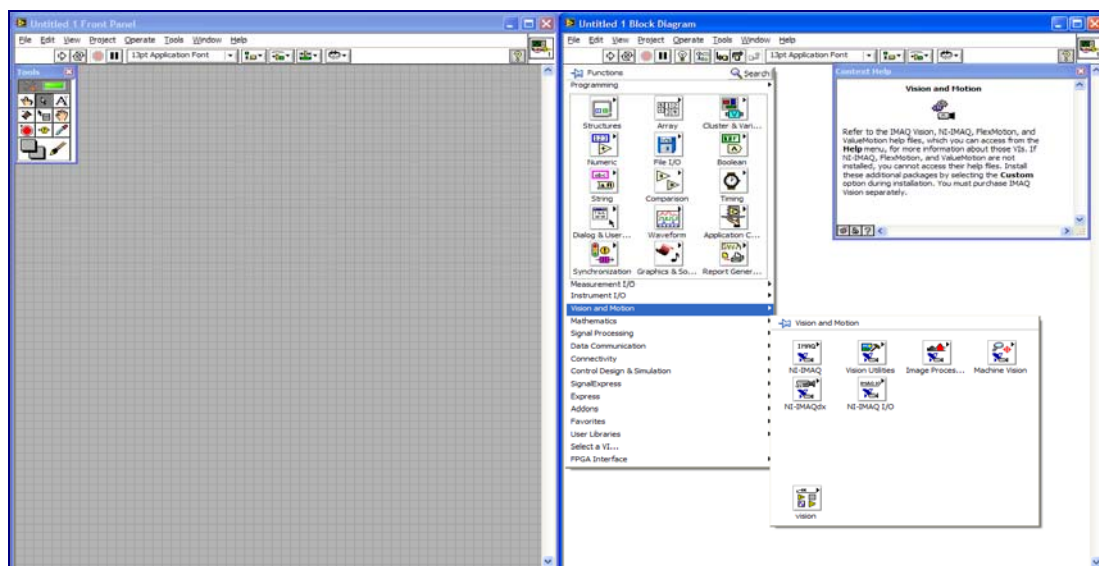 Untitled 1 Front Panel
File Edit View Project Operate Tools Window Help
13pt Application Font
Tools
Untitled 1 Block Diagram
File Edit View Project Operate Tools Window Help
13pt Application Font
Functions Search
Programming
Structures Array Cluster & Vari...
Numeric File I/O Boolean
String Comparison Timing
Dialog & User... Waveform Application C...
Synchronization Graphics & So... Report Gener...
Measurement I/O
Instrument I/O
Vision and Motion
Mathematics
Signal Processing
Data Communication
Connectivity
Control Design & Simulation
SignalExpress
Express
Addons
Favorites
User Libraries
Select a VI...
FPGA Interface
Context Help
Vision and Motion
Refer to the IMAQ Vision, NI-IMAQ, FlexMotion, and
ValueMotion help files, which you can access from the
Help menu, for more information about those VIs. If
NI-IMAQ, FlexMotion, and ValueMotion are not
installed, you cannot access their help files. Install
these additional packages by selecting the Custom
option during installation. You must purchase IMAQ
Vision separately.
Vision and Motion
NI-IMAQ Vision Utilities Image Proces... Machine Vision
NI-IMAQdx NI-IMAQ I/O
vision